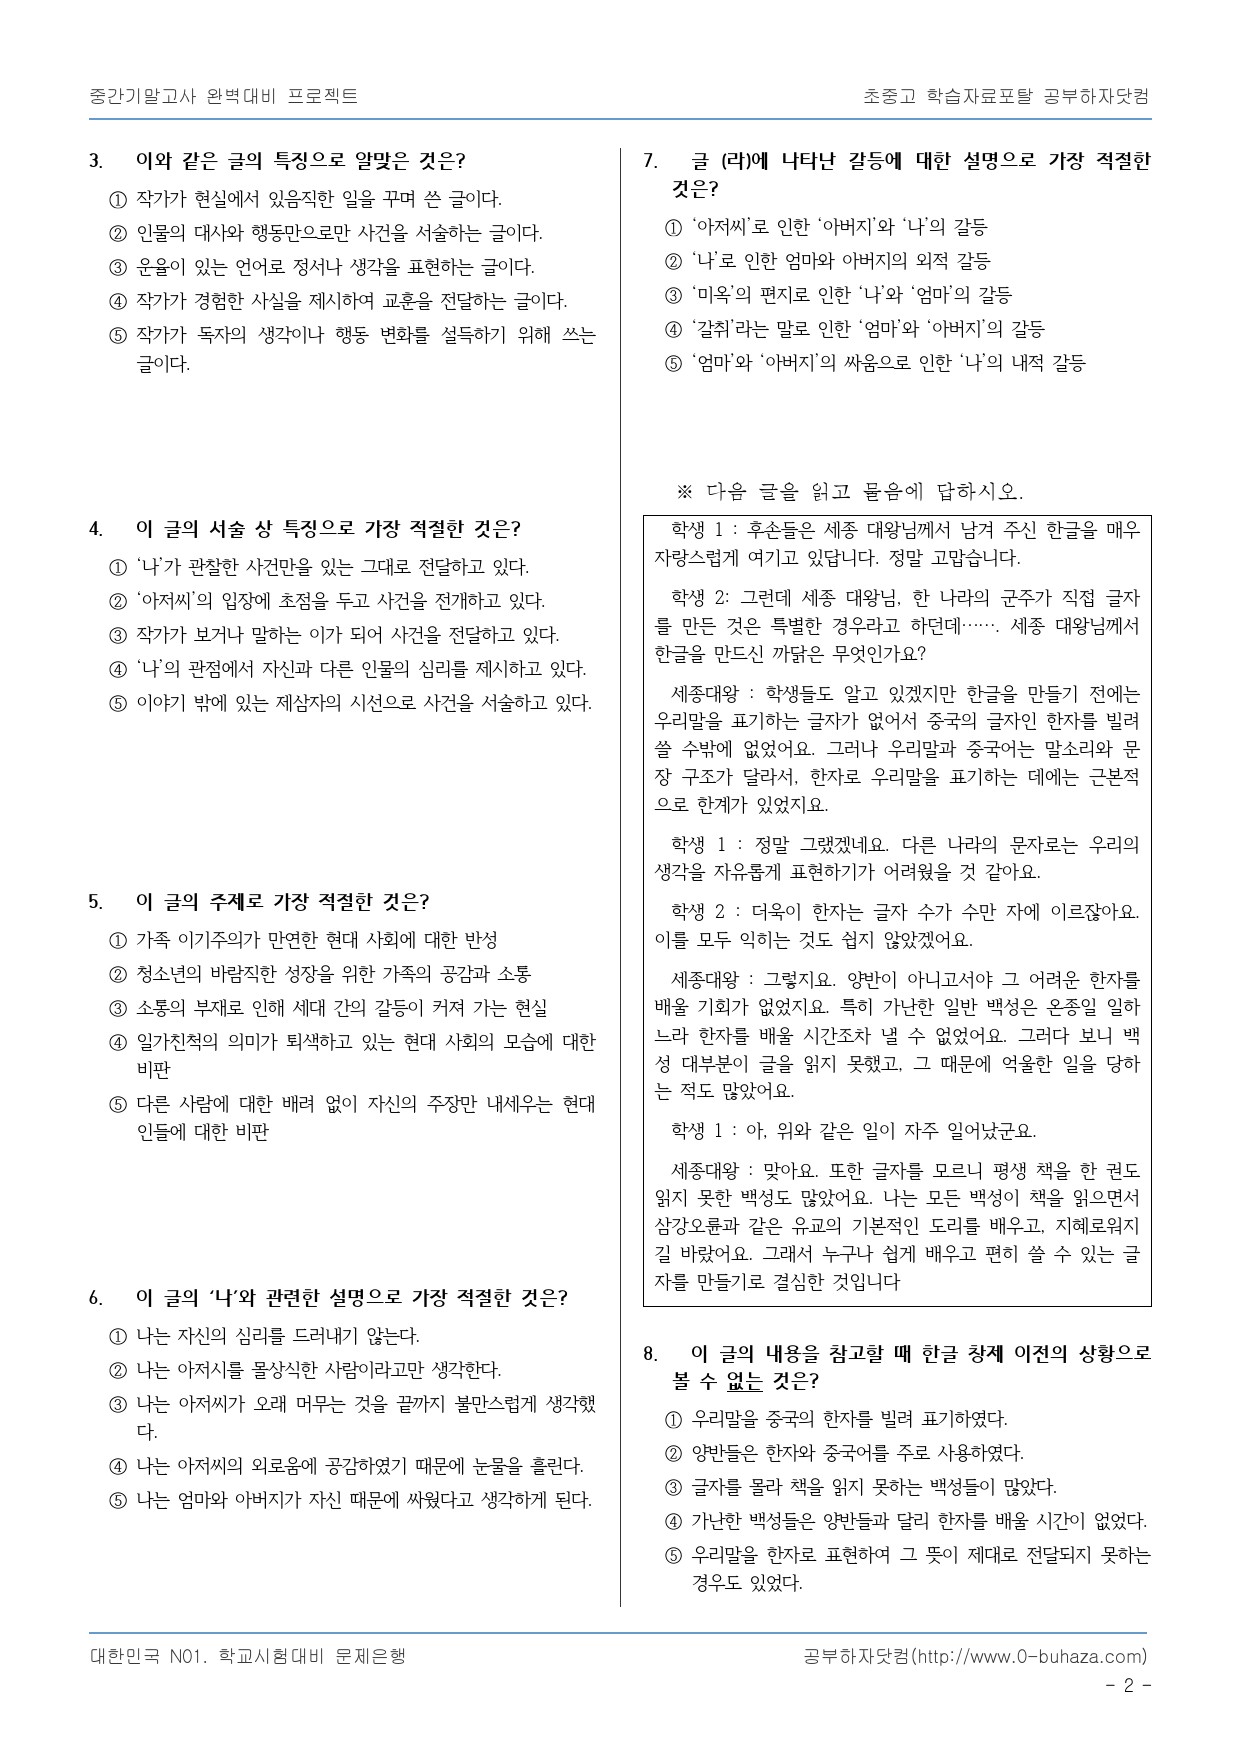 중간기말고사 완벽대비 프로젝트
초중고 학습자료포탈 공부하자닷컴
3. 이와 같은 글의 특징으로 알맞은 것은?
① 작가가 현실에서 있음직한 일을 꾸며 쓴 글이다.
② 인물의 대사와 행동만으로만 사건을 서술하는 글이다.
③ 운율이 있는 언어로 정서나 생각을 표현하는 글이다.
④ 작가가 경험한 사실을 제시하여 교훈을 전달하는 글이다.
⑤ 작가가 독자의 생각이나 행동 변화를 설득하기 위해 쓰는
글이다.
4. 이 글의 서술 상 특징으로 가장 적절한 것은?
① ‘나’가 관찰한 사건만을 있는 그대로 전달하고 있다.
② ‘아저씨’의 입장에 초점을 두고 사건을 전개하고 있다.
③ 작가가 보거나 말하는 이가 되어 사건을 전달하고 있다.
④ ‘나’의 관점에서 자신과 다른 인물의 심리를 제시하고 있다.
⑤ 이야기 밖에 있는 제삼자의 시선으로 사건을 서술하고 있다.
5. 이 글의 주제로 가장 적절한 것은?
① 가족 이기주의가 만연한 현대 사회에 대한 반성
② 청소년의 바람직한 성장을 위한 가족의 공감과 소통
③ 소통의 부재로 인해 세대 간의 갈등이 커져 가는 현실
④ 일가친척의 의미가 퇴색하고 있는 현대 사회의 모습에 대한
비판
⑤ 다른 사람에 대한 배려 없이 자신의 주장만 내세우는 현대
인들에 대한 비판
6. 이 글의 ‘나’와 관련한 설명으로 가장 적절한 것은?
① 나는 자신의 심리를 드러내기 않는다.
② 나는 아저시를 몰상식한 사람이라고만 생각한다.
③ 나는 아저씨가 오래 머무는 것을 끝까지 불만스럽게 생각했
다.
④ 나는 아저씨의 외로움에 공감하였기 때문에 눈물을 흘린다.
⑤ 나는 엄마와 아버지가 자신 때문에 싸웠다고 생각하게 된다.
7. 글 (라)에 나타난 갈등에 대한 설명으로 가장 적절한
것은?
① ‘아저씨’로 인한 ‘아버지’와 ‘나’의 갈등
② ‘나’로 인한 엄마와 아버지의 외적 갈등
③ ‘미옥’의 편지로 인한 ‘나’와 ‘엄마’의 갈등
④ ‘갈취’라는 말로 인한 ‘엄마’와 ‘아버지’의 갈등
⑤ ‘엄마’와 ‘아버지’의 싸움으로 인한 ‘나’의 내적 갈등
※ 다음 글을 읽고 물음에 답하시오.
학생 1 : 후손들은 세종 대왕님께서 남겨 주신 한글을 매우
자랑스럽게 여기고 있답니다. 정말 고맙습니다.
학생 2: 그런데 세종 대왕님, 한 나라의 군주가 직접 글자
를 만든 것은 특별한 경우라고 하던데……. 세종 대왕님께서
한글을 만드신 까닭은 무엇인가요?
세종대왕 : 학생들도 알고 있겠지만 한글을 만들기 전에는
우리말을 표기하는 글자가 없어서 중국의 글자인 한자를 빌려
쓸 수밖에 없었어요. 그러나 우리말과 중국어는 말소리와 문
장 구조가 달라서, 한자로 우리말을 표기하는 데에는 근본적
으로 한계가 있었지요.
학생 1 : 정말 그랬겠네요. 다른 나라의 문자로는 우리의
생각을 자유롭게 표현하기가 어려웠을 것 같아요.
학생 2 : 더욱이 한자는 글자 수가 수만 자에 이르잖아요.
이를 모두 익히는 것도 쉽지 않았겠어요.
세종대왕 : 그렇지요. 양반이 아니고서야 그 어려운 한자를
배울 기회가 없었지요. 특히 가난한 일반 백성은 온종일 일하
느라 한자를 배울 시간조차 낼 수 없었어요. 그러다 보니 백
성 대부분이 글을 읽지 못했고, 그 때문에 억울한 일을 당하
는 적도 많았어요.
학생 1 : 아, 위와 같은 일이 자주 일어났군요.
세종대왕 : 맞아요. 또한 글자를 모르니 평생 책을 한 권도
읽지 못한 백성도 많았어요. 나는 모든 백성이 책을 읽으면서
삼강오륜과 같은 유교의 기본적인 도리를 배우고, 지혜로워지
길 바랐어요. 그래서 누구나 쉽게 배우고 편히 쓸 수 있는 글
자를 만들기로 결심한 것입니다
8. 이 글의 내용을 참고할 때 한글 창제 이전의 상황으로
볼 수 없는 것은?
① 우리말을 중국의 한자를 빌려 표기하였다.
② 양반들은 한자와 중국어를 주로 사용하였다.
③ 글자를 몰라 책을 읽지 못하는 백성들이 많았다.
④ 가난한 백성들은 양반들과 달리 한자를 배울 시간이 없었다.
⑤ 우리말을 한자로 표현하여 그 뜻이 제대로 전달되지 못하는
경우도 있었다.
대한민국 N01. 학교시험대비 문제은행
공부하자닷컴(http://www.0-buhaza.com)
- 2 -